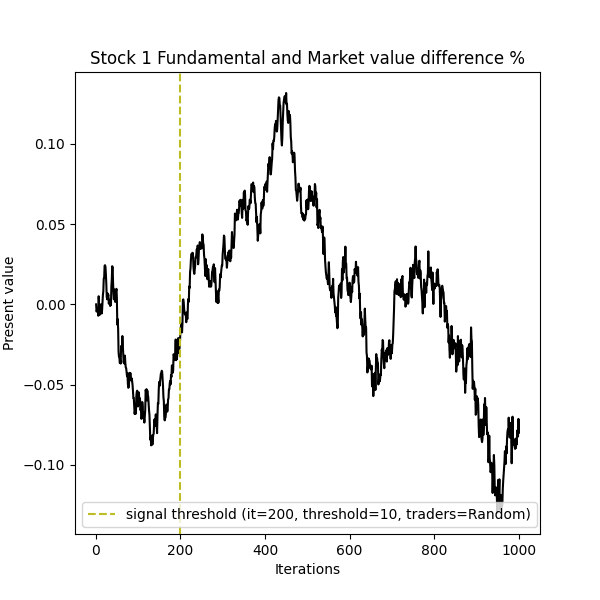 Stock 1 Fundamental and Market value difference %
Present value
0.10
0.05
0.00
−0.05
−0.10
signal threshold (it=200, threshold=10, traders=Random)
0 200 400 600 800 1000
Iterations